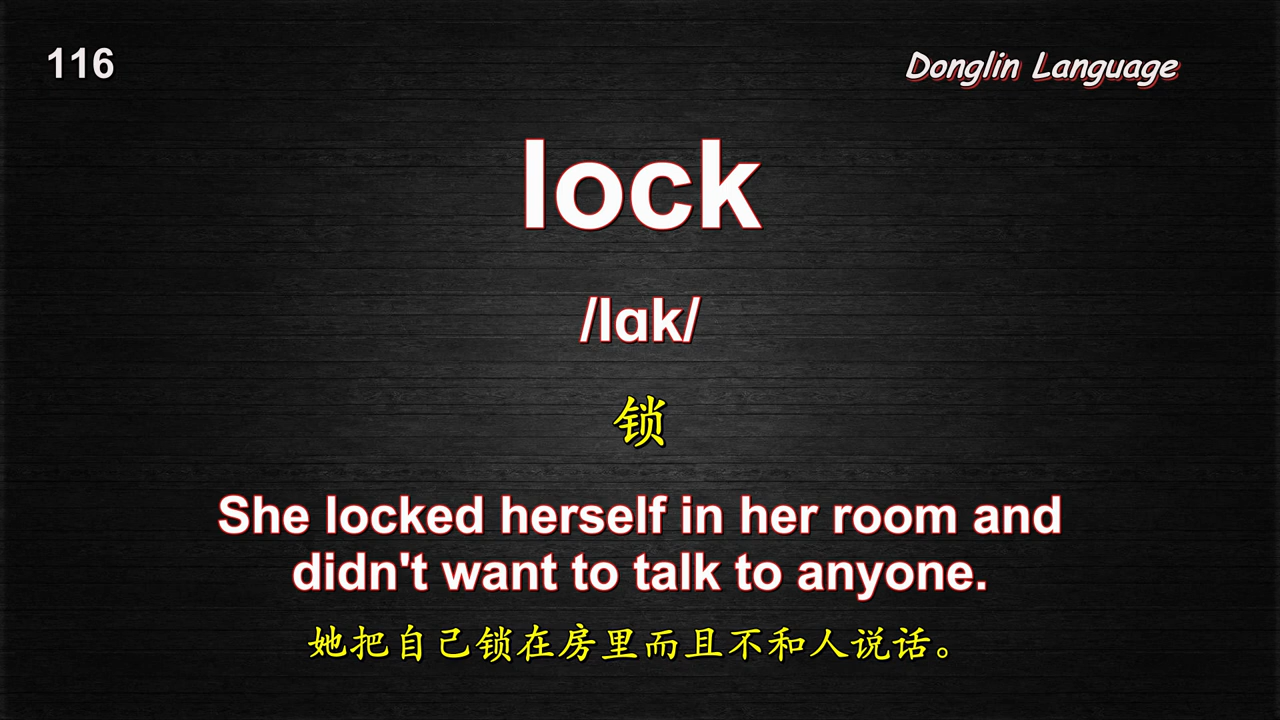 116
Donglin Language
lock
/lɑk/
锁
She locked herself in her room and
didn't want to talk to anyone.
她把自己锁在房里而且不和人说话。